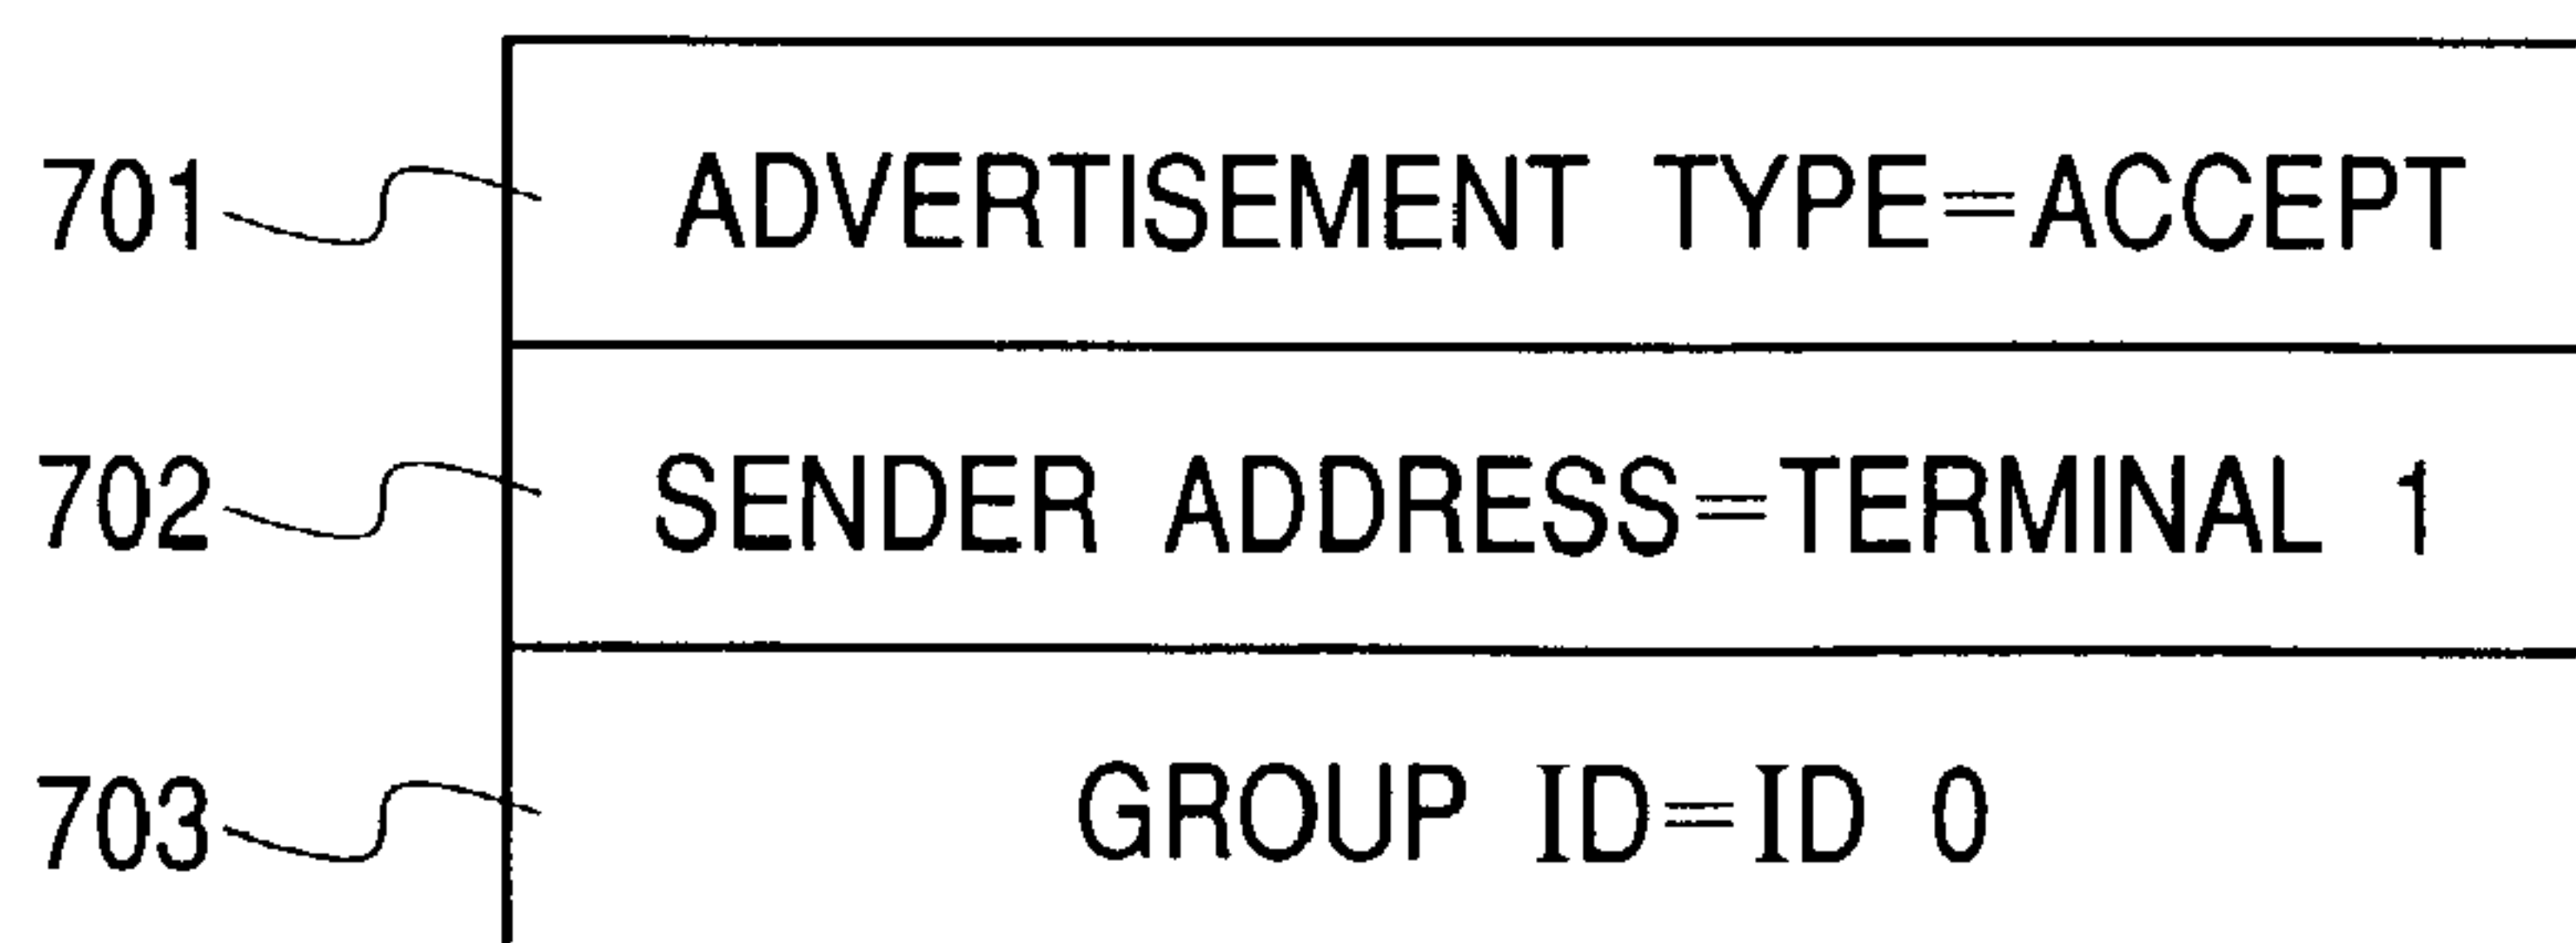 701 ADVERTISEMENT TYPE=ACCEPT
702 SENDER ADDRESS=TERMINAL 1
703 GROUP ID=ID 0